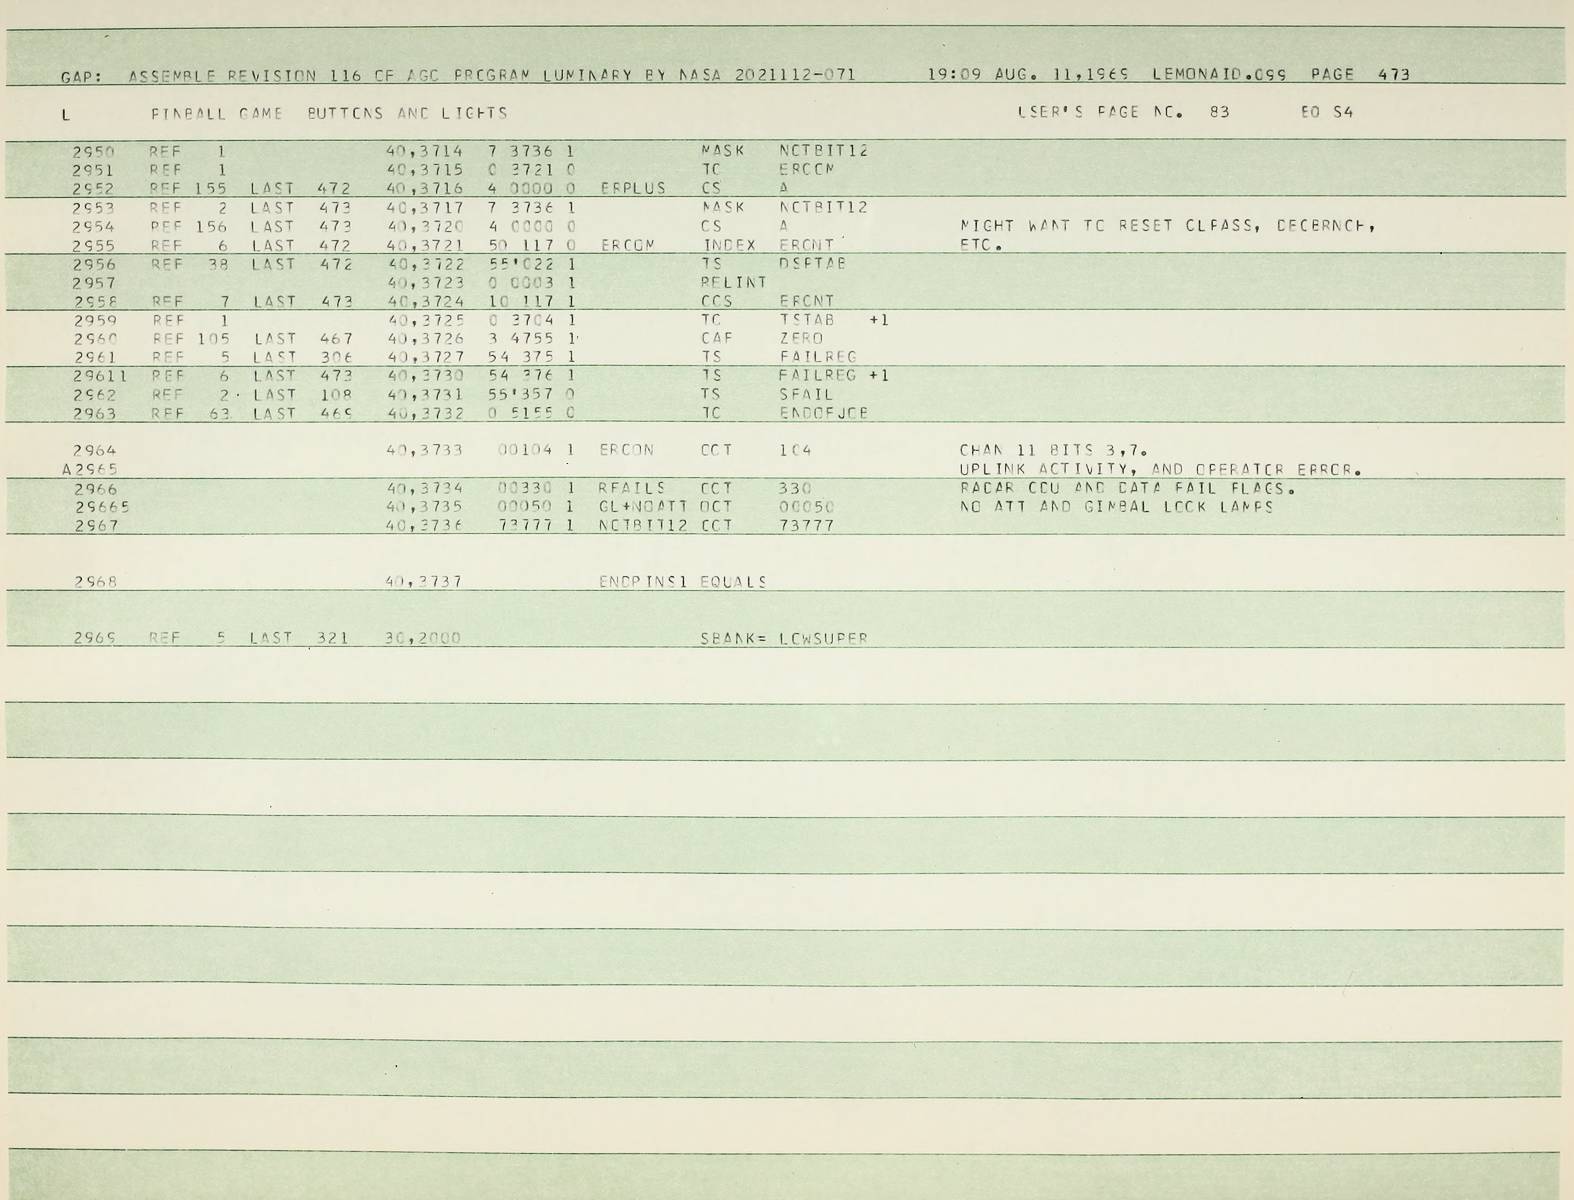 GAP: ASSEMBLE REVISION 116 OF AGC PROGRAM LUMINARY BY NASA 2021112-071 19:09 AUG. 11,1969 LEMONAID.099 PAGE 473
L PINBALL GAME BUTTONS AND LIGHTS USER'S PAGE NO. 83 E0 S4
2950 REF 1 40,3714 7 3736 1 MASK NOTBIT12
2951 REF 1 40,3715 0 3721 0 TC ERCOM
2952 REF 155 LAST 472 40,3716 4 0000 0 ERPLUS CS A
2953 REF 2 LAST 473 40,3717 7 3736 1 MASK NOTBIT12
2954 REF 156 LAST 473 40,3720 4 0000 0 CS A MIGHT WANT TO RESET CLPASS, DECBRNCH,
2955 REF 6 LAST 472 40,3721 50 117 0 ERCOM INDEX ERCNT ETC.
2956 REF 38 LAST 472 40,3722 55'022 1 TS DSPTAB
2957 40,3723 0 0003 1 RELINT
2958 REF 7 LAST 473 40,3724 10 117 1 CCS ERCNT
2959 REF 1 40,3725 0 3704 1 TC TSTAB +1
2960 REF 105 LAST 467 40,3726 3 4755 1 CAF ZERO
2961 REF 5 LAST 306 40,3727 54 375 1 TS FAILREG
29611 REF 6 LAST 473 40,3730 54 376 1 TS FAILREG +1
2962 REF 2 LAST 108 40,3731 55'357 0 TS SFAIL
2963 REF 63 LAST 469 40,3732 0 5155 0 TC ENDOFJOB
2964 40,3733 00104 1 ERCON OCT 104 CHAN 11 BITS 3,7.
A2965 UPLINK ACTIVITY, AND OPERATOR ERROR.
2966 40,3734 00330 1 RFAILS OCT 330 RADAR CDU AND DATA FAIL FLAGS.
29665 40,3735 00050 1 GL+NOATT OCT 00050 NO ATT AND GIMBAL LOCK LAMPS
2967 40,3736 73777 1 NOTBIT12 OCT 73777
2968 40,3737 ENDPINS1 EQUALS
2969 REF 5 LAST 321 30,2000 SBANK= LOWSUPER